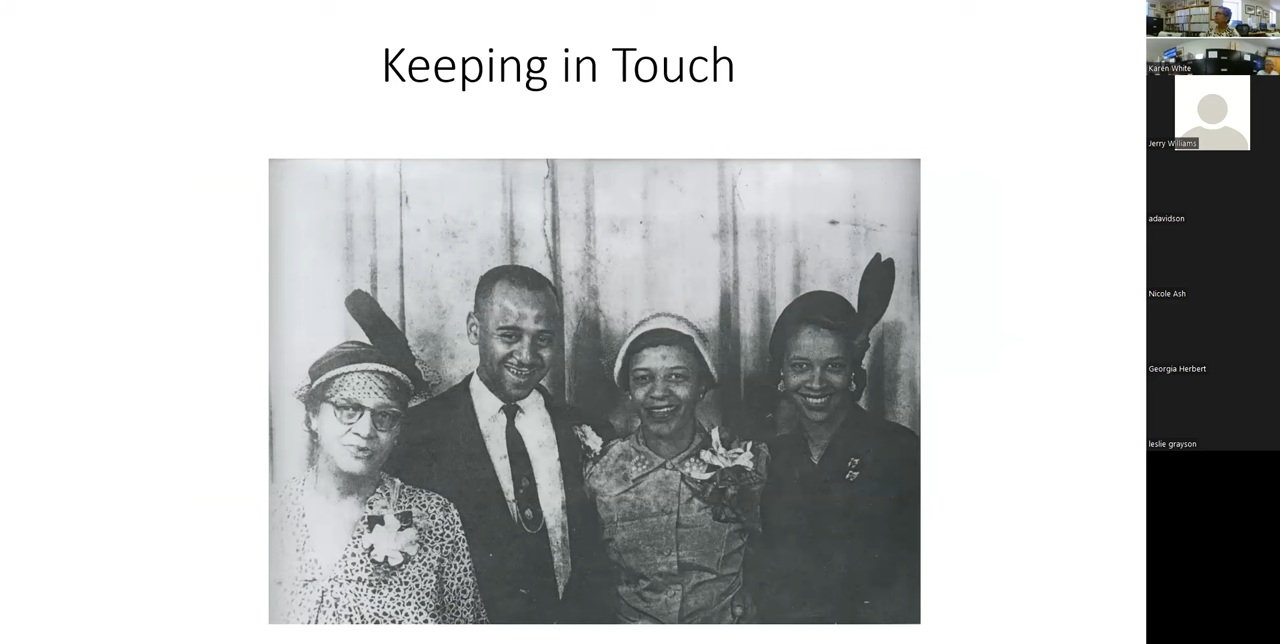 Keeping in Touch
Karen White
Jerry Williams
adavidson
Nicole Ash
Georgia Herbert
leslie grayson